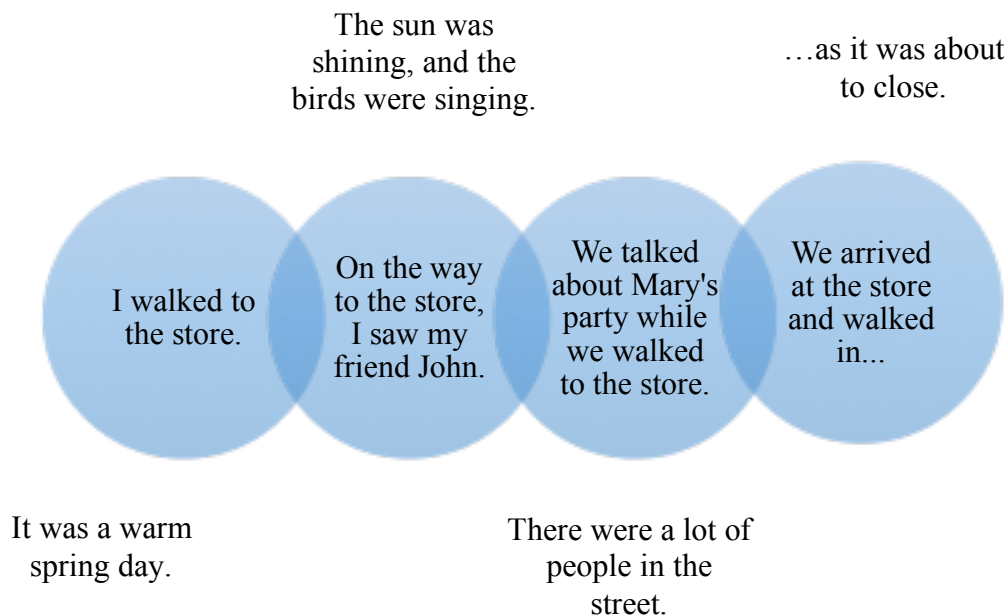 The sun was
shining, and the
birds were singing.
…as it was about
to close.
I walked to
the store.
On the way
to the store,
I saw my
friend John.
We talked
about Mary's
party while
we walked
to the store.
We arrived
at the store
and walked
in...
It was a warm
spring day.
There were a lot of
people in the
street.